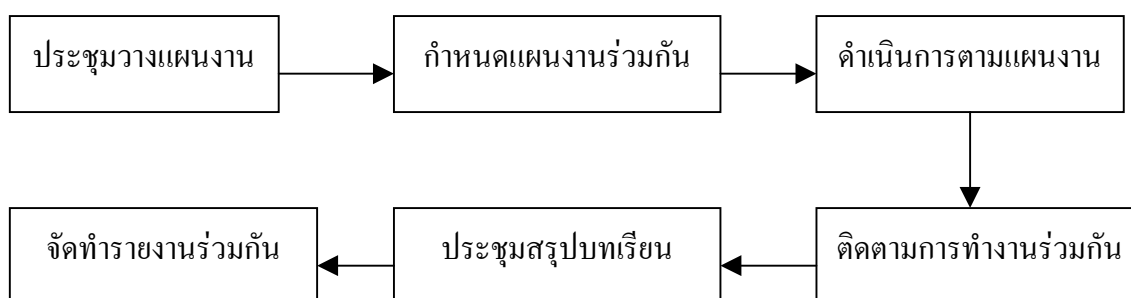 ประชุมวางแผนงาน
กำหนดแผนงานร่วมกัน
ดำเนินการตามแผนงาน
ติดตามการทำงานร่วมกัน
ประชุมสรุปบทเรียน
จัดทำรายงานร่วมกัน